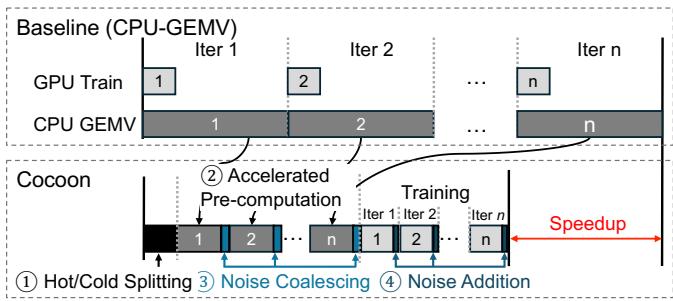 Baseline (CPU-GEMV)
Iter 1 Iter 2 Iter n
GPU Train 1 2 ... n
CPU GEMV 1 2 ... n
Cocoon
② Accelerated
Pre-computation
Training
Iter 1 Iter 2 Iter n
1 2 ... n 1 2 ... n
Speedup
① Hot/Cold Splitting ③ Noise Coalescing ④ Noise Addition